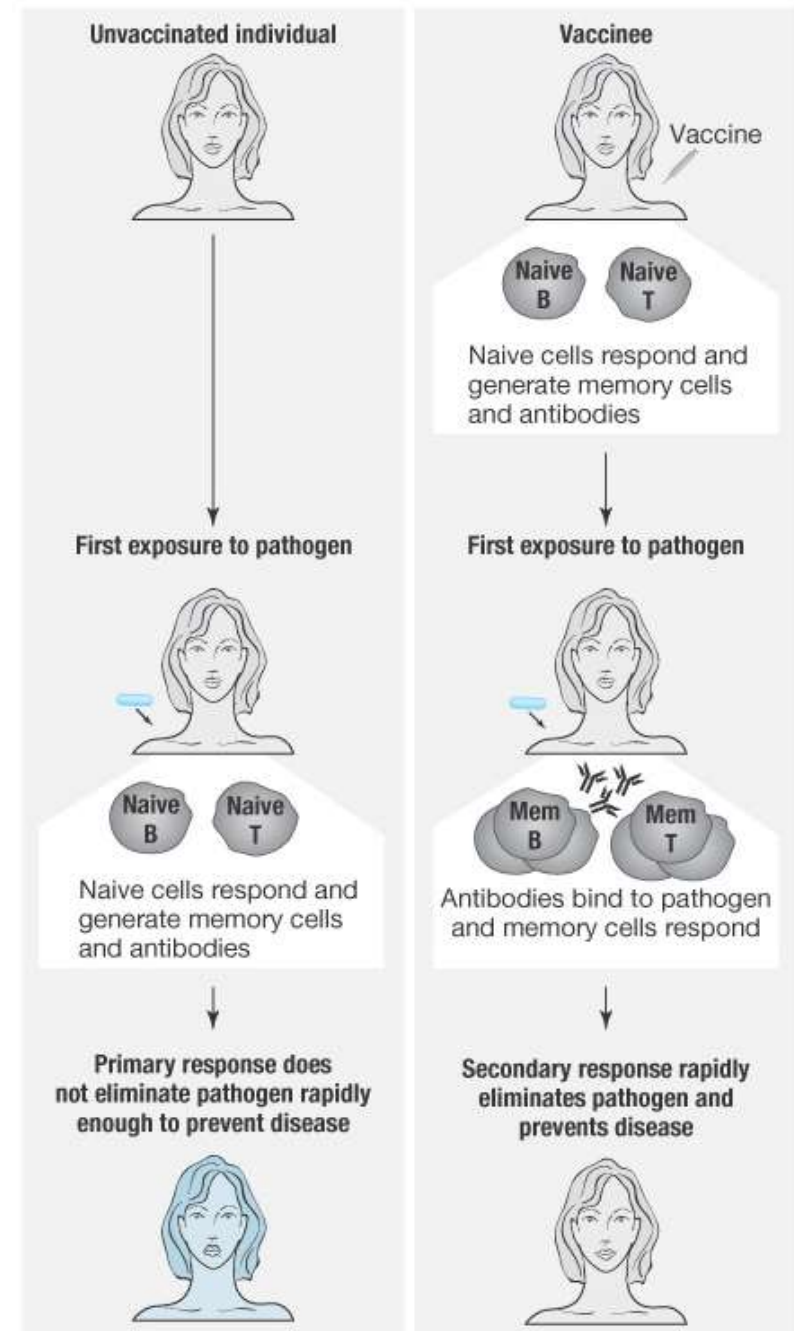 Unvaccinated individual
First exposure to pathogen
Naive
B
Naive
T
Naive cells respond and
generate memory cells
and antibodies
Primary response does
not eliminate pathogen rapidly
enough to prevent disease
Vaccinee
Vaccine
Naive
B
Naive
T
Naive cells respond and
generate memory cells
and antibodies
First exposure to pathogen
Mem
B
Mem
T
Antibodies bind to pathogen
and memory cells respond
Secondary response rapidly
eliminates pathogen and
prevents disease